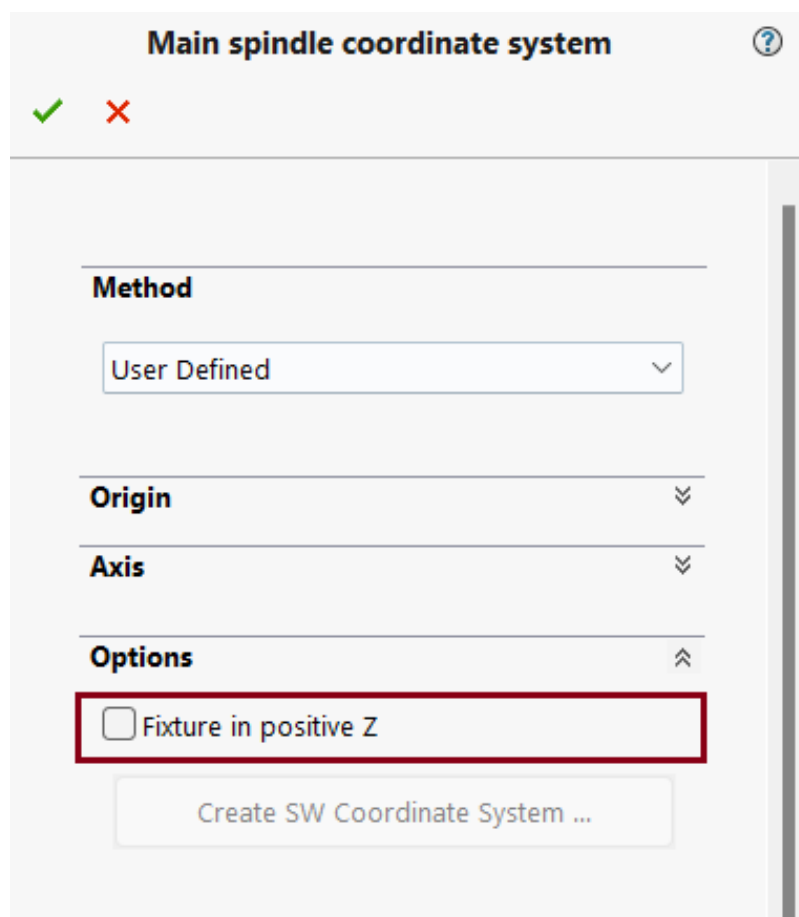 Main spindle coordinate system
?
Method
User Defined
Origin
Axis
Options
Fixture in positive Z
Create SW Coordinate System ...